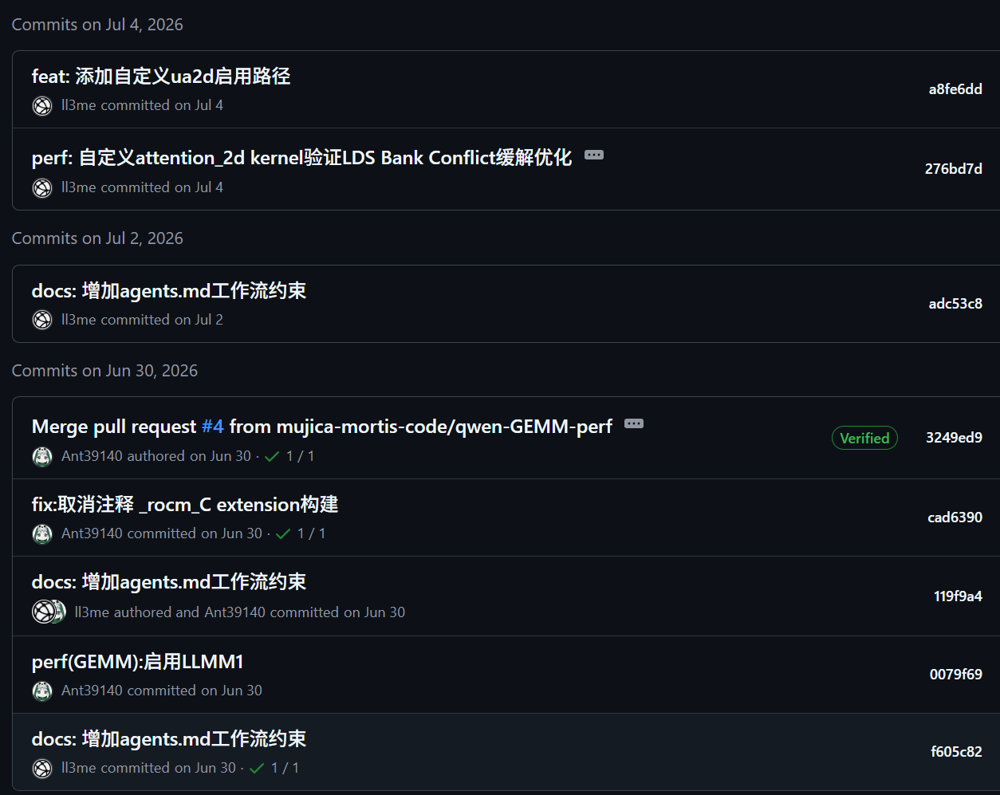 Commits on Jul 4, 2026
feat: 添加自定义ua2d启用路径
a8fe6dd
ll3me committed on Jul 4
perf: 自定义attention_2d kernel验证LDS Bank Conflict缓解优化
276bd7d
ll3me committed on Jul 4
Commits on Jul 2, 2026
docs: 增加agents.md工作流约束
adc53c8
ll3me committed on Jul 2
Commits on Jun 30, 2026
Merge pull request #4 from mujica-mortis-code/qwen-GEMM-perf
Verified 3249ed9
Ant39140 authored on Jun 30 · 1 / 1
fix:取消注释 _rocm_C extension构建
cad6390
Ant39140 committed on Jun 30 · 1 / 1
docs: 增加agents.md工作流约束
119f9a4
ll3me authored and Ant39140 committed on Jun 30
perf(GEMM):启用LLMM1
0079f69
Ant39140 committed on Jun 30
docs: 增加agents.md工作流约束
f605c82
ll3me committed on Jun 30 · 1 / 1